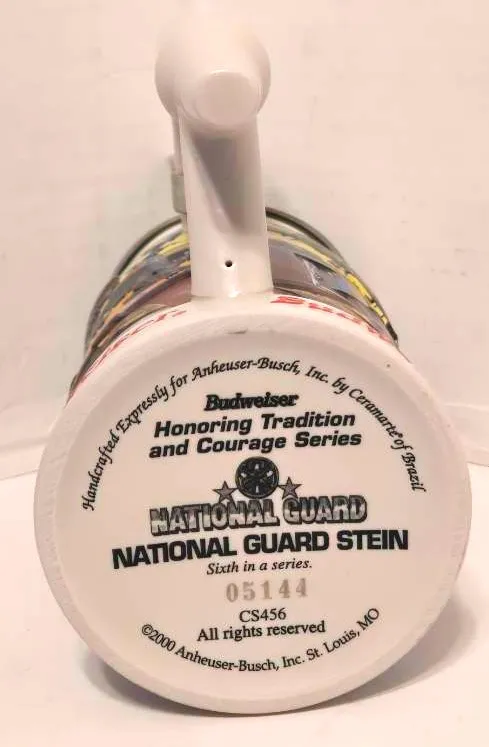 Handcrafted Expressly for Anheuser-Busch, Inc. by Ceramarte of Brazil
Budweiser
Honoring Tradition
and Courage Series
NATIONAL GUARD
NATIONAL GUARD STEIN
Sixth in a series.
05144
CS456
All rights reserved
©2000 Anheuser-Busch, Inc. St. Louis, MO